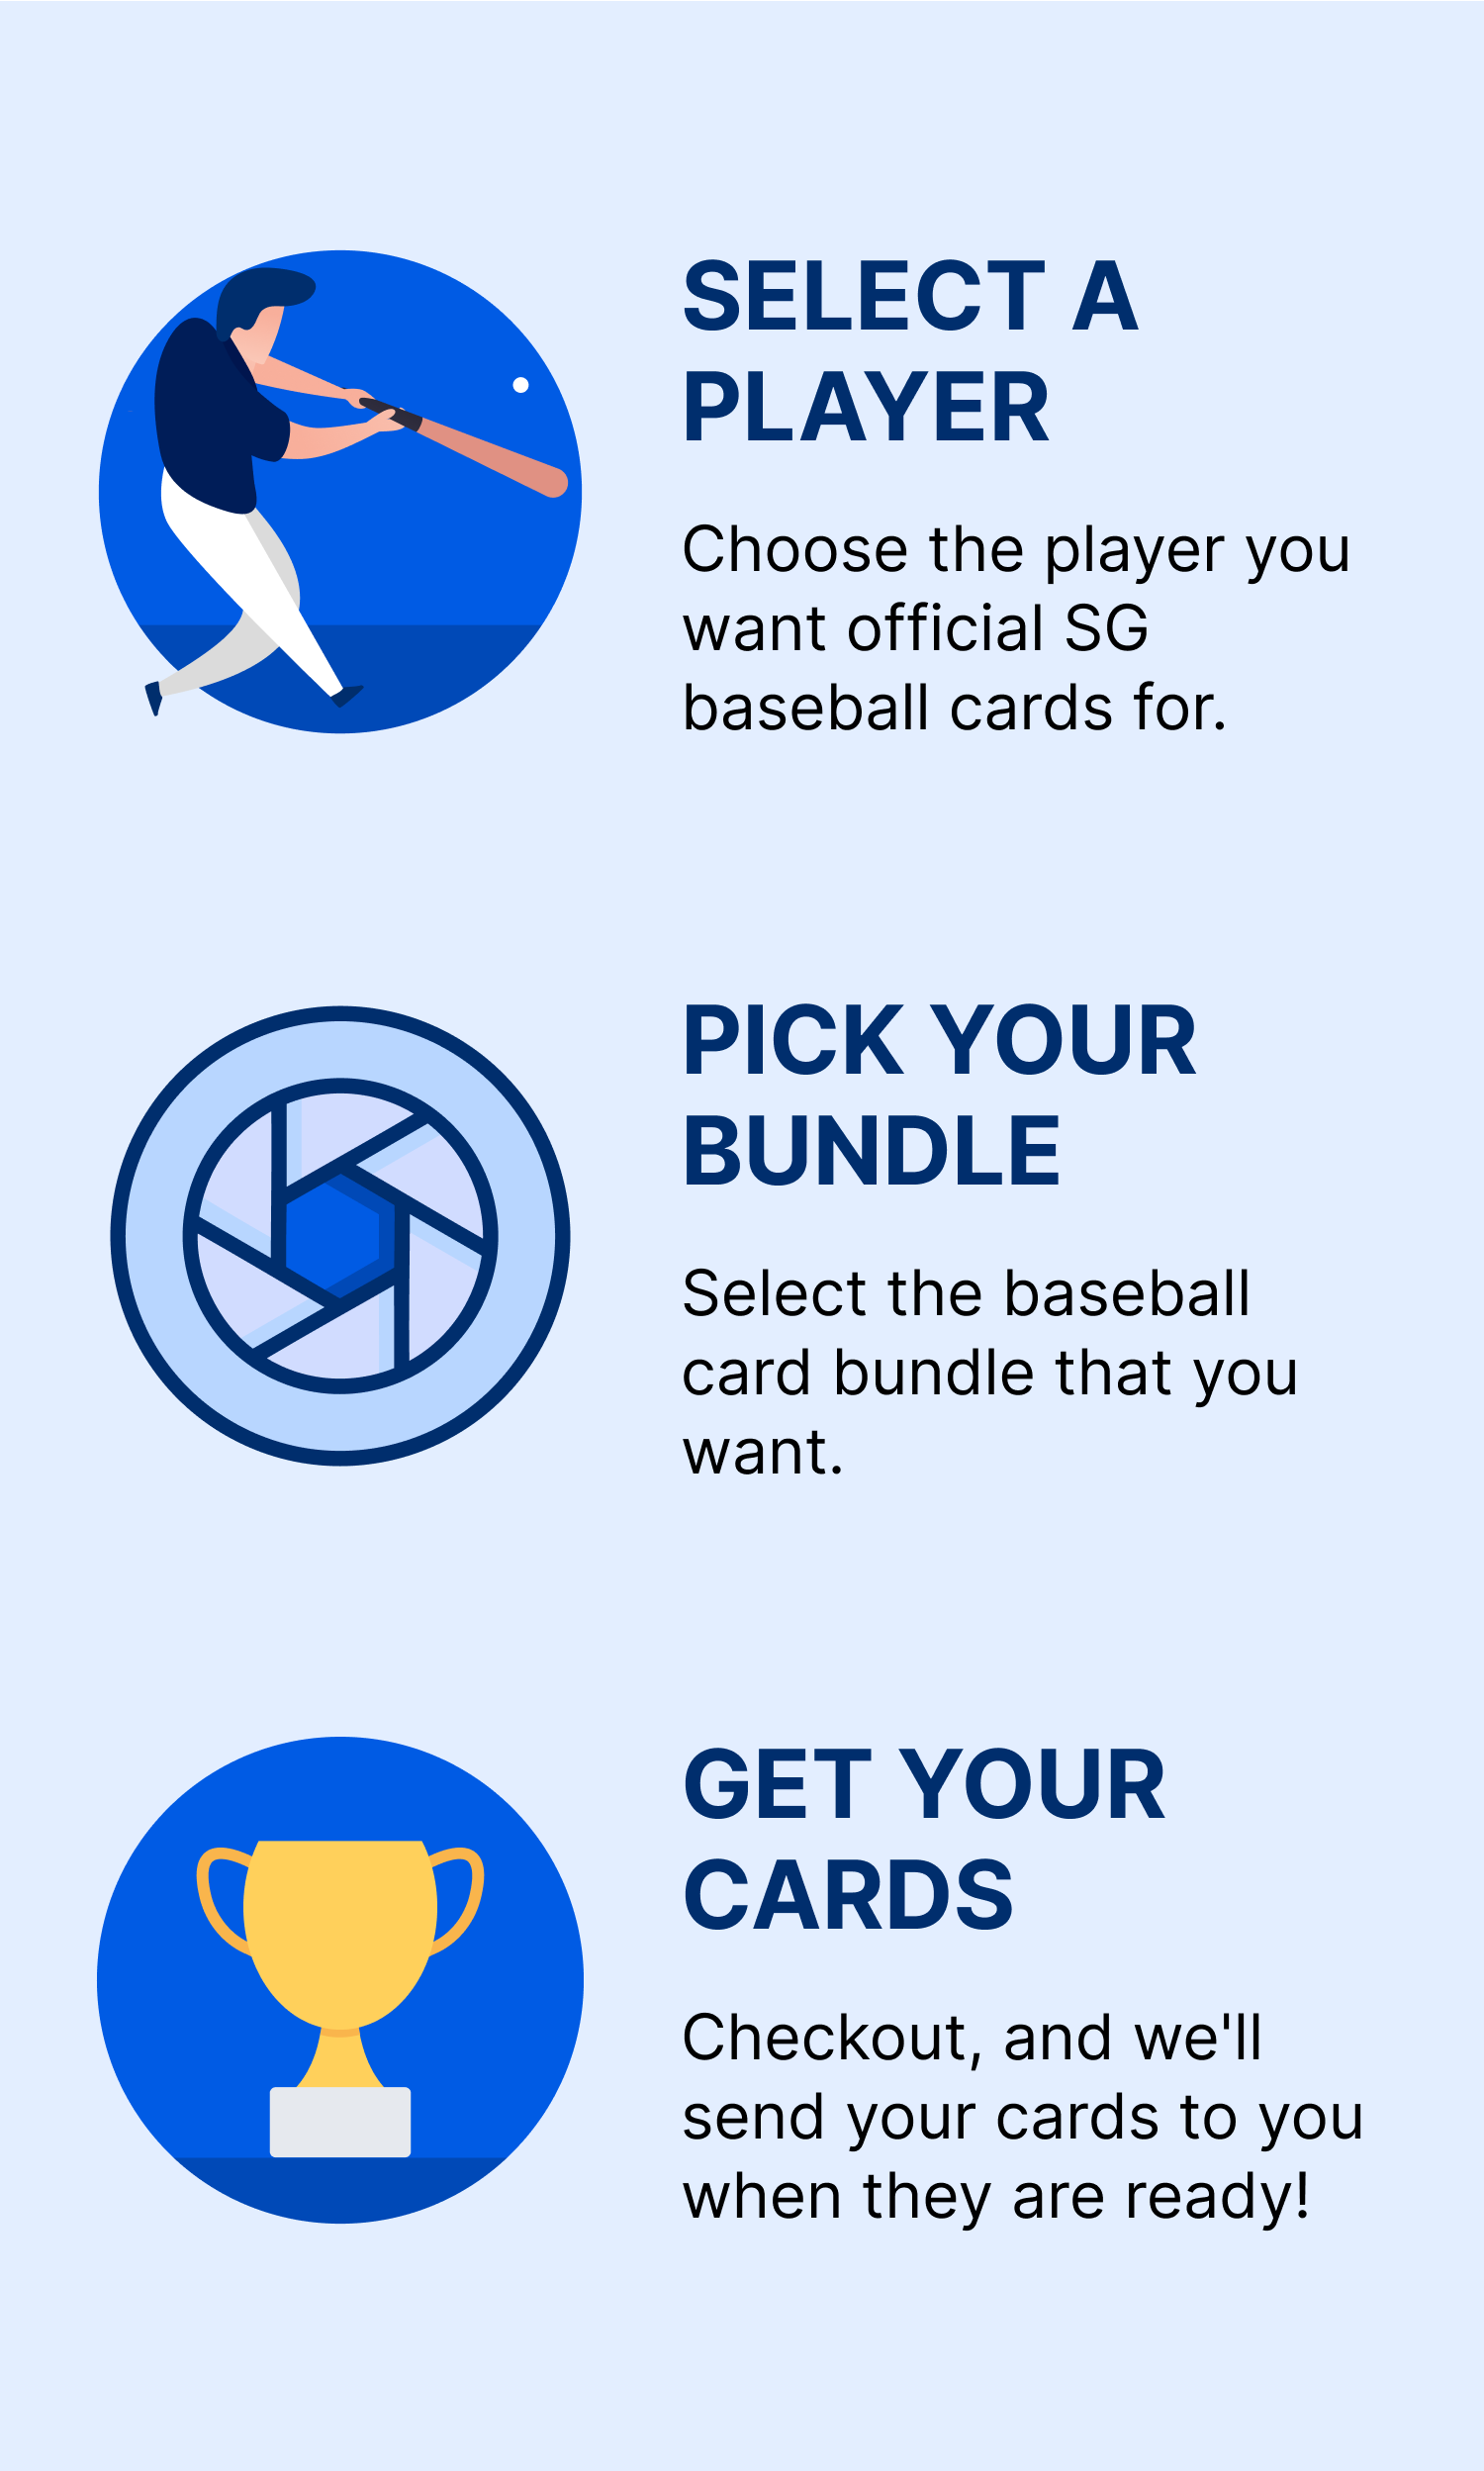 SELECT A
PLAYER
Choose the player you
want official SG
baseball cards for.
PICK YOUR
BUNDLE
Select the baseball
card bundle that you
want.
GET YOUR
CARDS
Checkout, and we'll
send your cards to you
when they are ready!